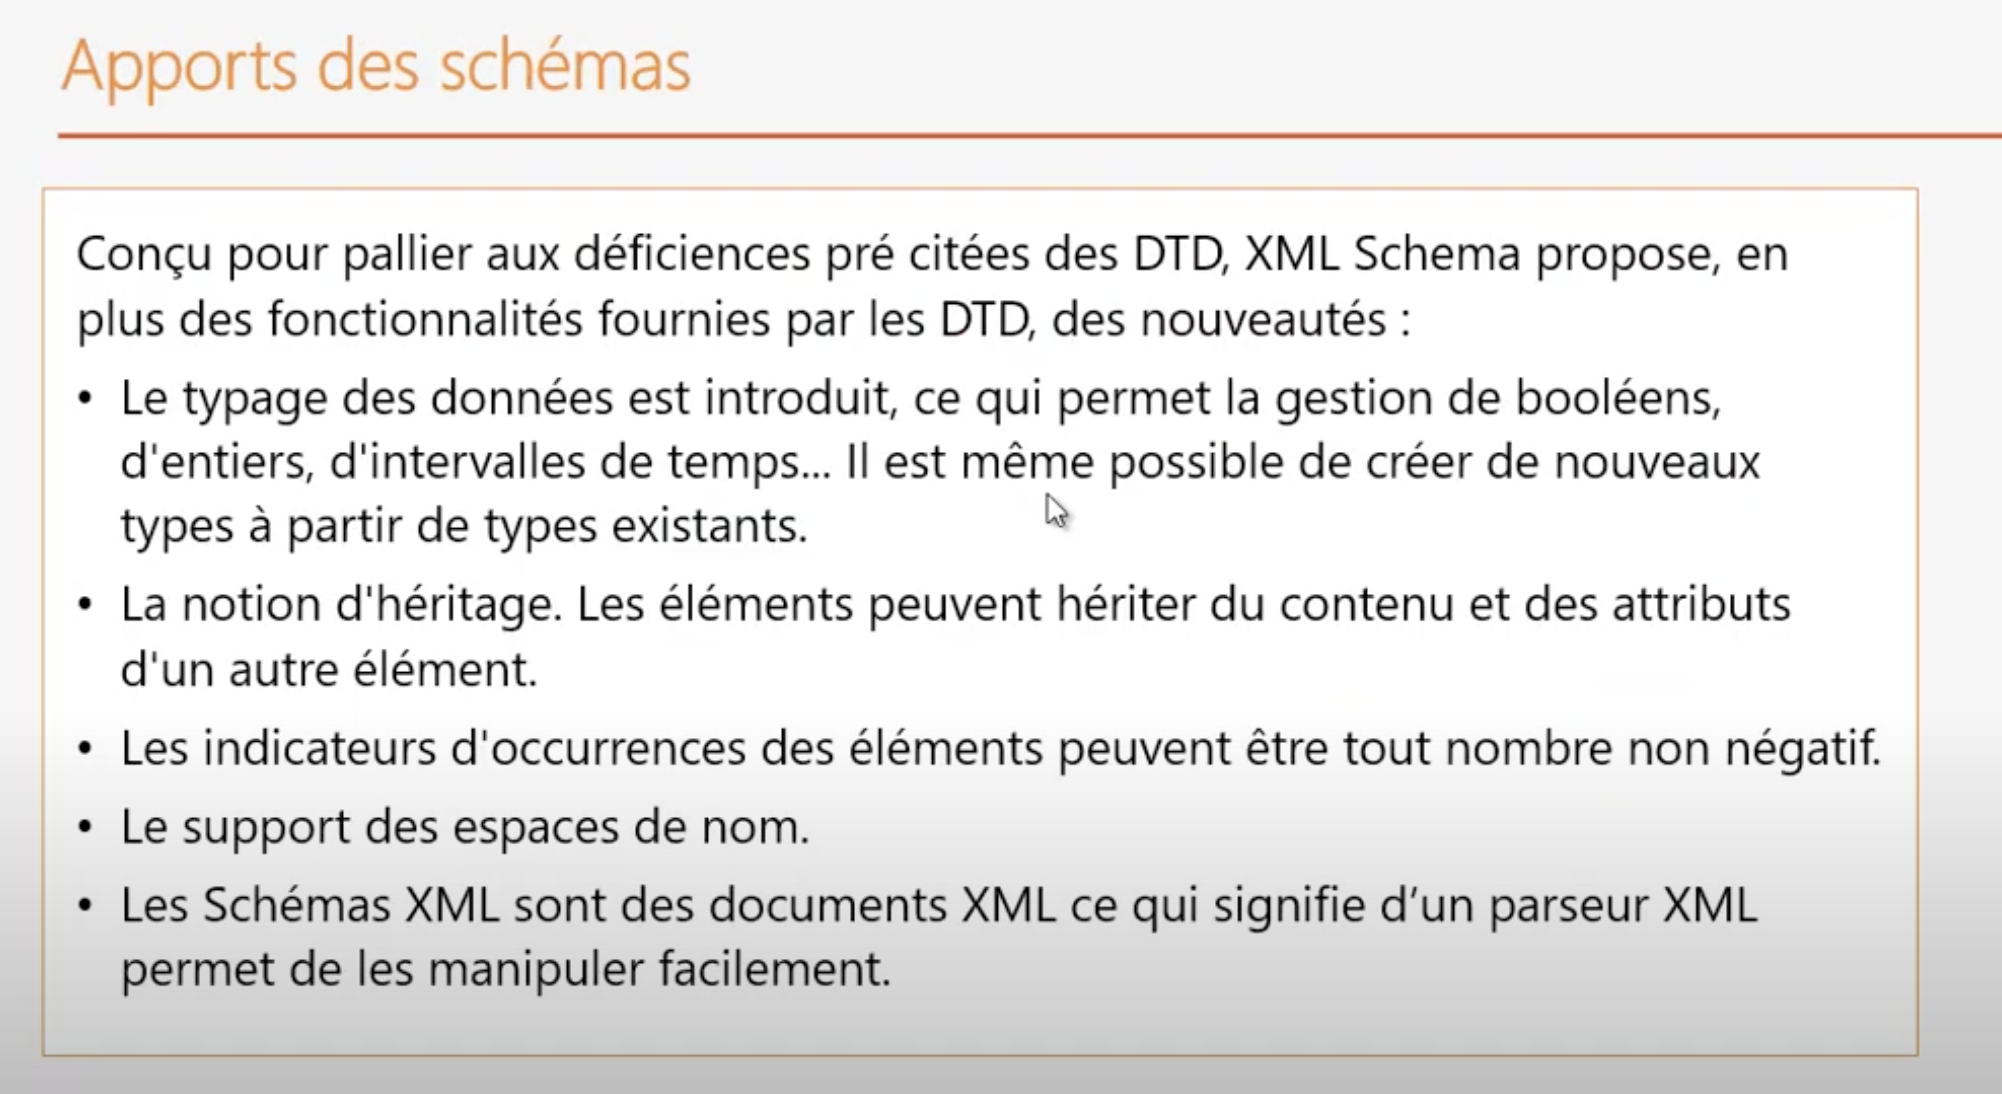 Apports des schémas
Conçu pour pallier aux déficiences pré citées des DTD, XML Schema propose, en
plus des fonctionnalités fournies par les DTD, des nouveautés :
• Le typage des données est introduit, ce qui permet la gestion de booléens,
d'entiers, d'intervalles de temps... Il est même possible de créer de nouveaux
types à partir de types existants.
• La notion d'héritage. Les éléments peuvent hériter du contenu et des attributs
d'un autre élément.
• Les indicateurs d'occurrences des éléments peuvent être tout nombre non négatif.
• Le support des espaces de nom.
• Les Schémas XML sont des documents XML ce qui signifie d’un parseur XML
permet de les manipuler facilement.